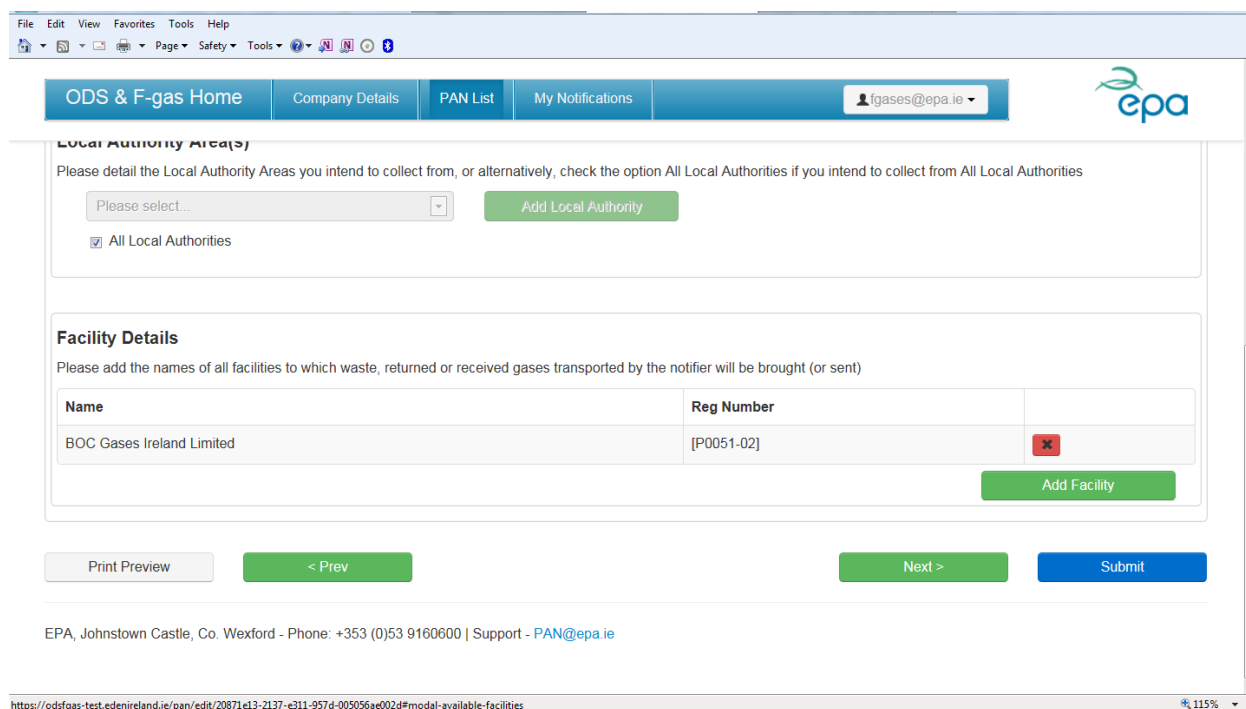 File Edit View Favorites Tools Help
Page Safety Tools
ODS & F-gas Home Company Details PAN List My Notifications fgases@epa.ie
epa
Local Authority Area(s)
Please detail the Local Authority Areas you intend to collect from, or alternatively, check the option All Local Authorities if you intend to collect from All Local Authorities
Please select... Add Local Authority
All Local Authorities
Facility Details
Please add the names of all facilities to which waste, returned or received gases transported by the notifier will be brought (or sent)
Name Reg Number
BOC Gases Ireland Limited [P0051-02]
Add Facility
Print Preview < Prev Next > Submit
EPA, Johnstown Castle, Co. Wexford - Phone: +353 (0)53 9160600 | Support - PAN@epa.ie
https://odsfgas-test.edenireland.ie/pan/edit/20871e13-2137-e311-957d-005056ae002d#modal-available-facilities 115%